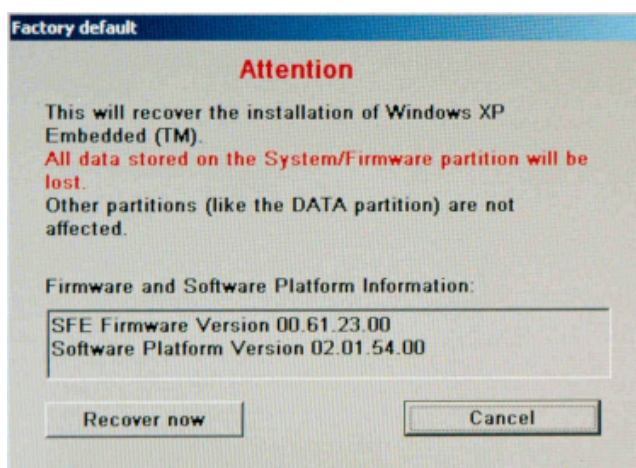 Factory default
Attention
This will recover the installation of Windows XP
Embedded (TM).
All data stored on the System/Firmware partition will be
lost.
Other partitions (like the DATA partition) are not
affected.
Firmware and Software Platform Information:
SFE Firmware Version 00.61.23.00
Software Platform Version 02.01.54.00
Recover now
Cancel